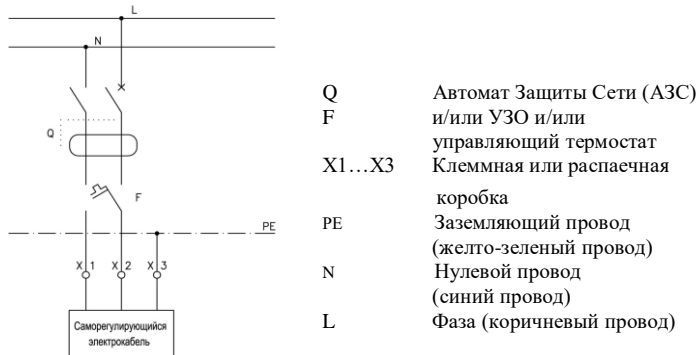 L
N
Q
F
PE
X 1 X 2 X 3
Саморегулирующийся
электрокабель
Q Автомат Защиты Сети (АЗС)
F и/или УЗО и/или
управляющий термостат
X1…X3 Клеммная или распаечная
коробка
PE Заземляющий провод
(желто-зеленый провод)
N Нулевой провод
(синий провод)
L Фаза (коричневый провод)